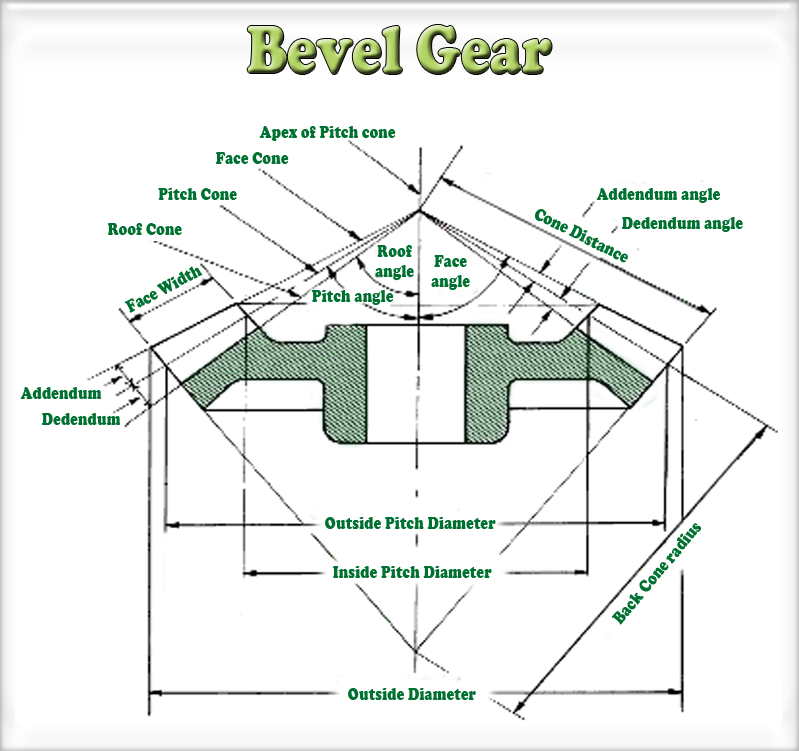 Bevel Gear
Apex of Pitch cone
Face Cone
Pitch Cone
Roof Cone
Face Width
Addendum angle
Dedendum angle
Cone Distance
Roof
angle
Face
angle
Pitch angle
Addendum
Dedendum
Outside Pitch Diameter
Inside Pitch Diameter
Back Cone radius
Outside Diameter